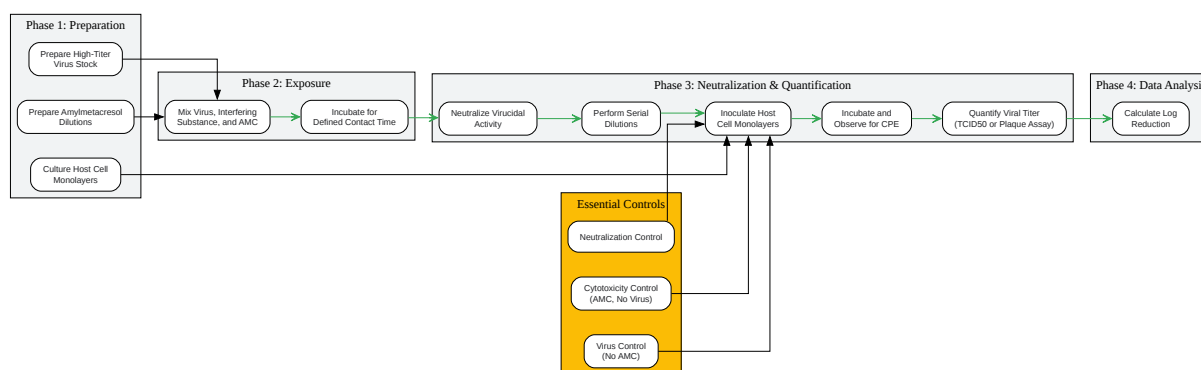 Phase 1: Preparation
Prepare High-Titer
Virus Stock
Prepare Amylmetacresol
Dilutions
Culture Host Cell
Monolayers
Phase 2: Exposure
Mix Virus, Interfering
Substance, and AMC
Incubate for
Defined Contact Time
Phase 3: Neutralization & Quantification
Neutralize Virucidal
Activity
Perform Serial
Dilutions
Inoculate Host
Cell Monolayers
Incubate and
Observe for CPE
Quantify Viral Titer
(TCID50 or Plaque Assay)
Phase 4: Data Analysi
Calculate Log
Reduction
Essential Controls
Neutralization Control
Cytotoxicity Control
(AMC, No Virus)
Virus Control
(No AMC)